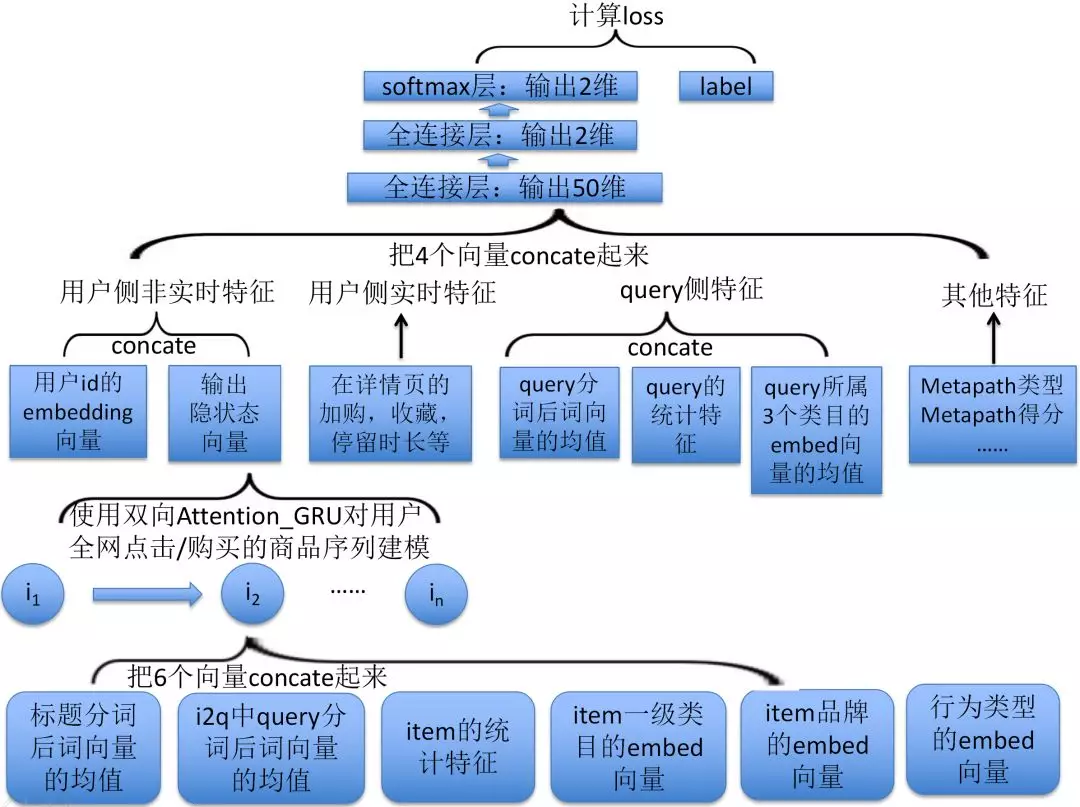 计算loss
softmax层：输出2维
label
全连接层：输出2维
全连接层：输出50维
把4个向量concate起来
用户侧非实时特征
用户侧实时特征
query侧特征
其他特征
concate
concate
用户id的
embedding
向量
输出
隐状态
向量
在详情页的
加购，收藏，
停留时长等
query分
词后词向
量的均值
query的
统计特
征
query所属
3个类目的
embed向
量的均值
Metapath类型
Metapath得分
……
使用双向Attention_GRU对用户
全网点击/购买的商品序列建模
i1
i2
……
in
把6个向量concate起来
标题分词
后词向量
的均值
i2q中query分
词后词向量
的均值
item的统
计特征
item一级类
目的embed
向量
item品牌
的embed
向量
行为类型
的embed
向量